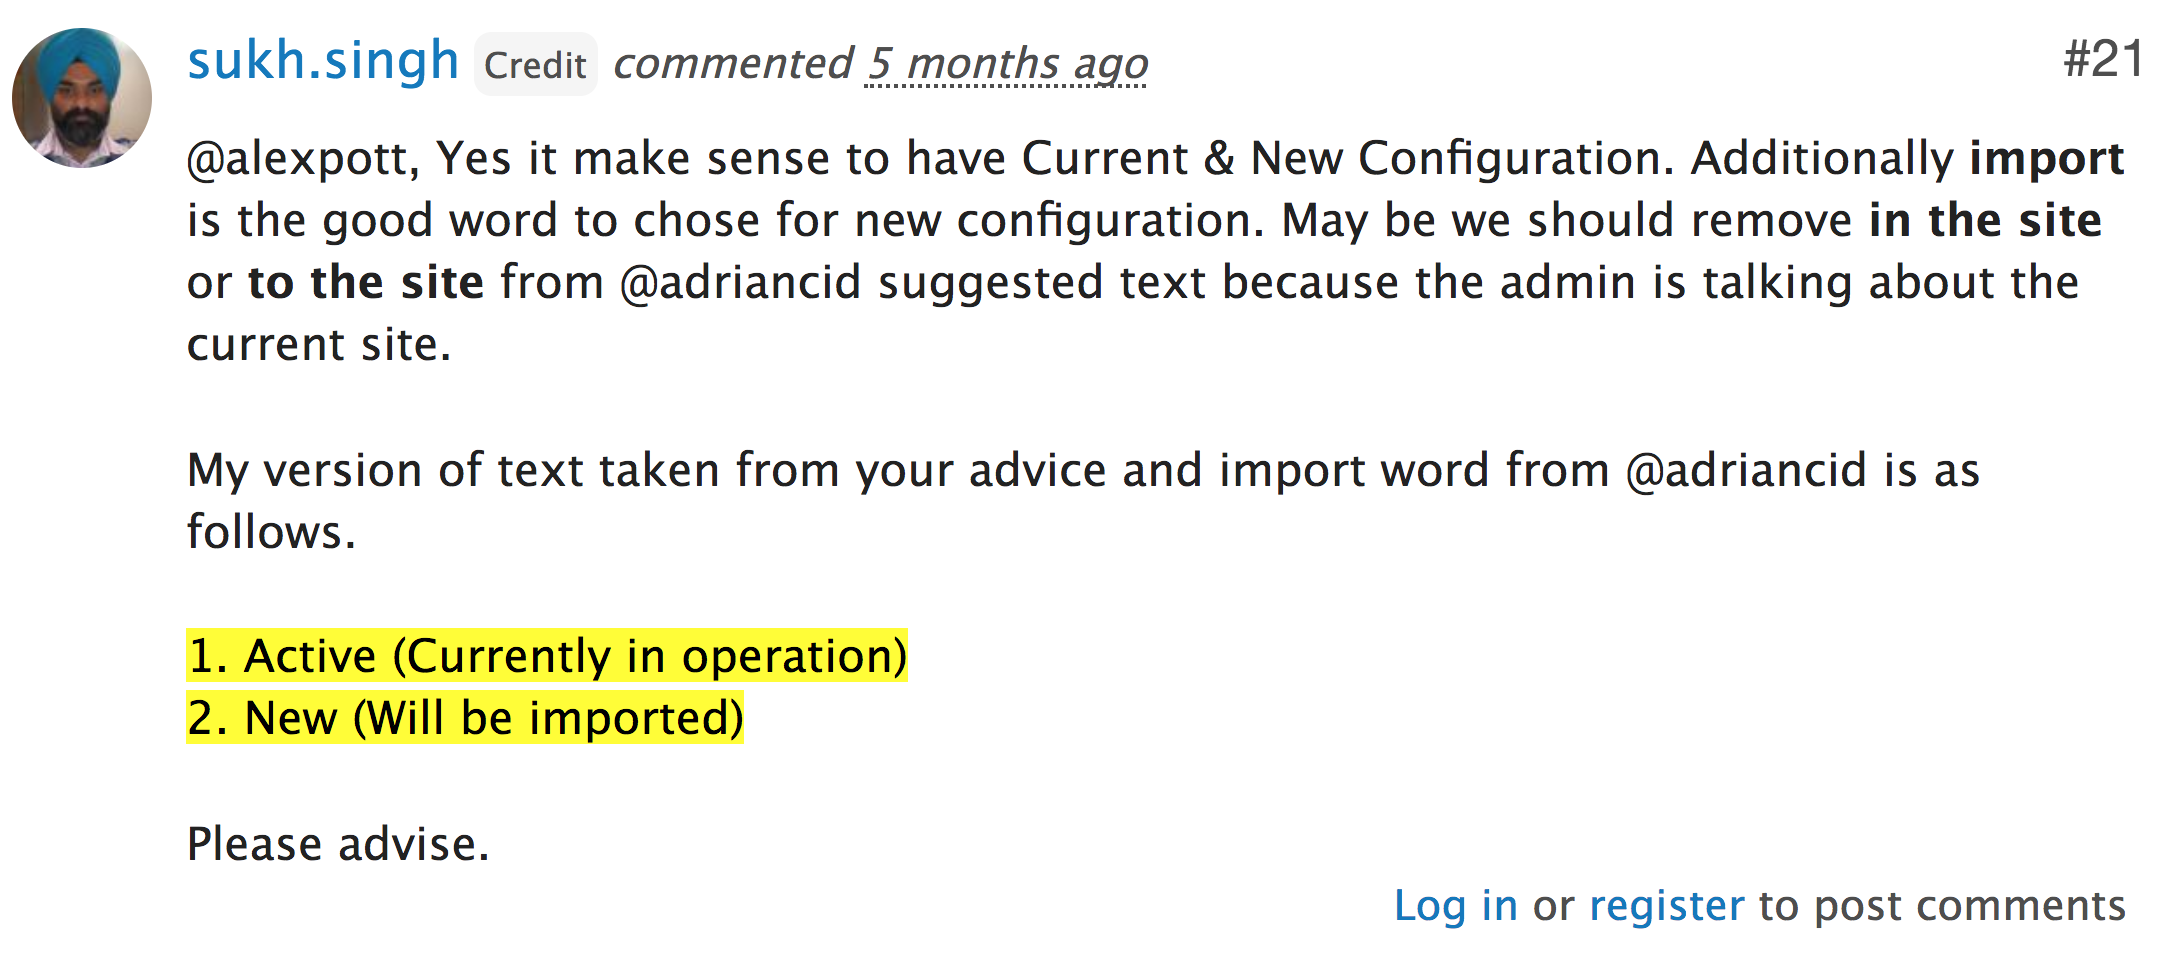 sukh.singh Credit commented 5 months ago #21
@alexpott, Yes it make sense to have Current & New Configuration. Additionally import
is the good word to chose for new configuration. May be we should remove in the site
or to the site from @adriancid suggested text because the admin is talking about the
current site.
My version of text taken from your advice and import word from @adriancid is as
follows.
1. Active (Currently in operation)
2. New (Will be imported)
Please advise.
Log in or register to post comments